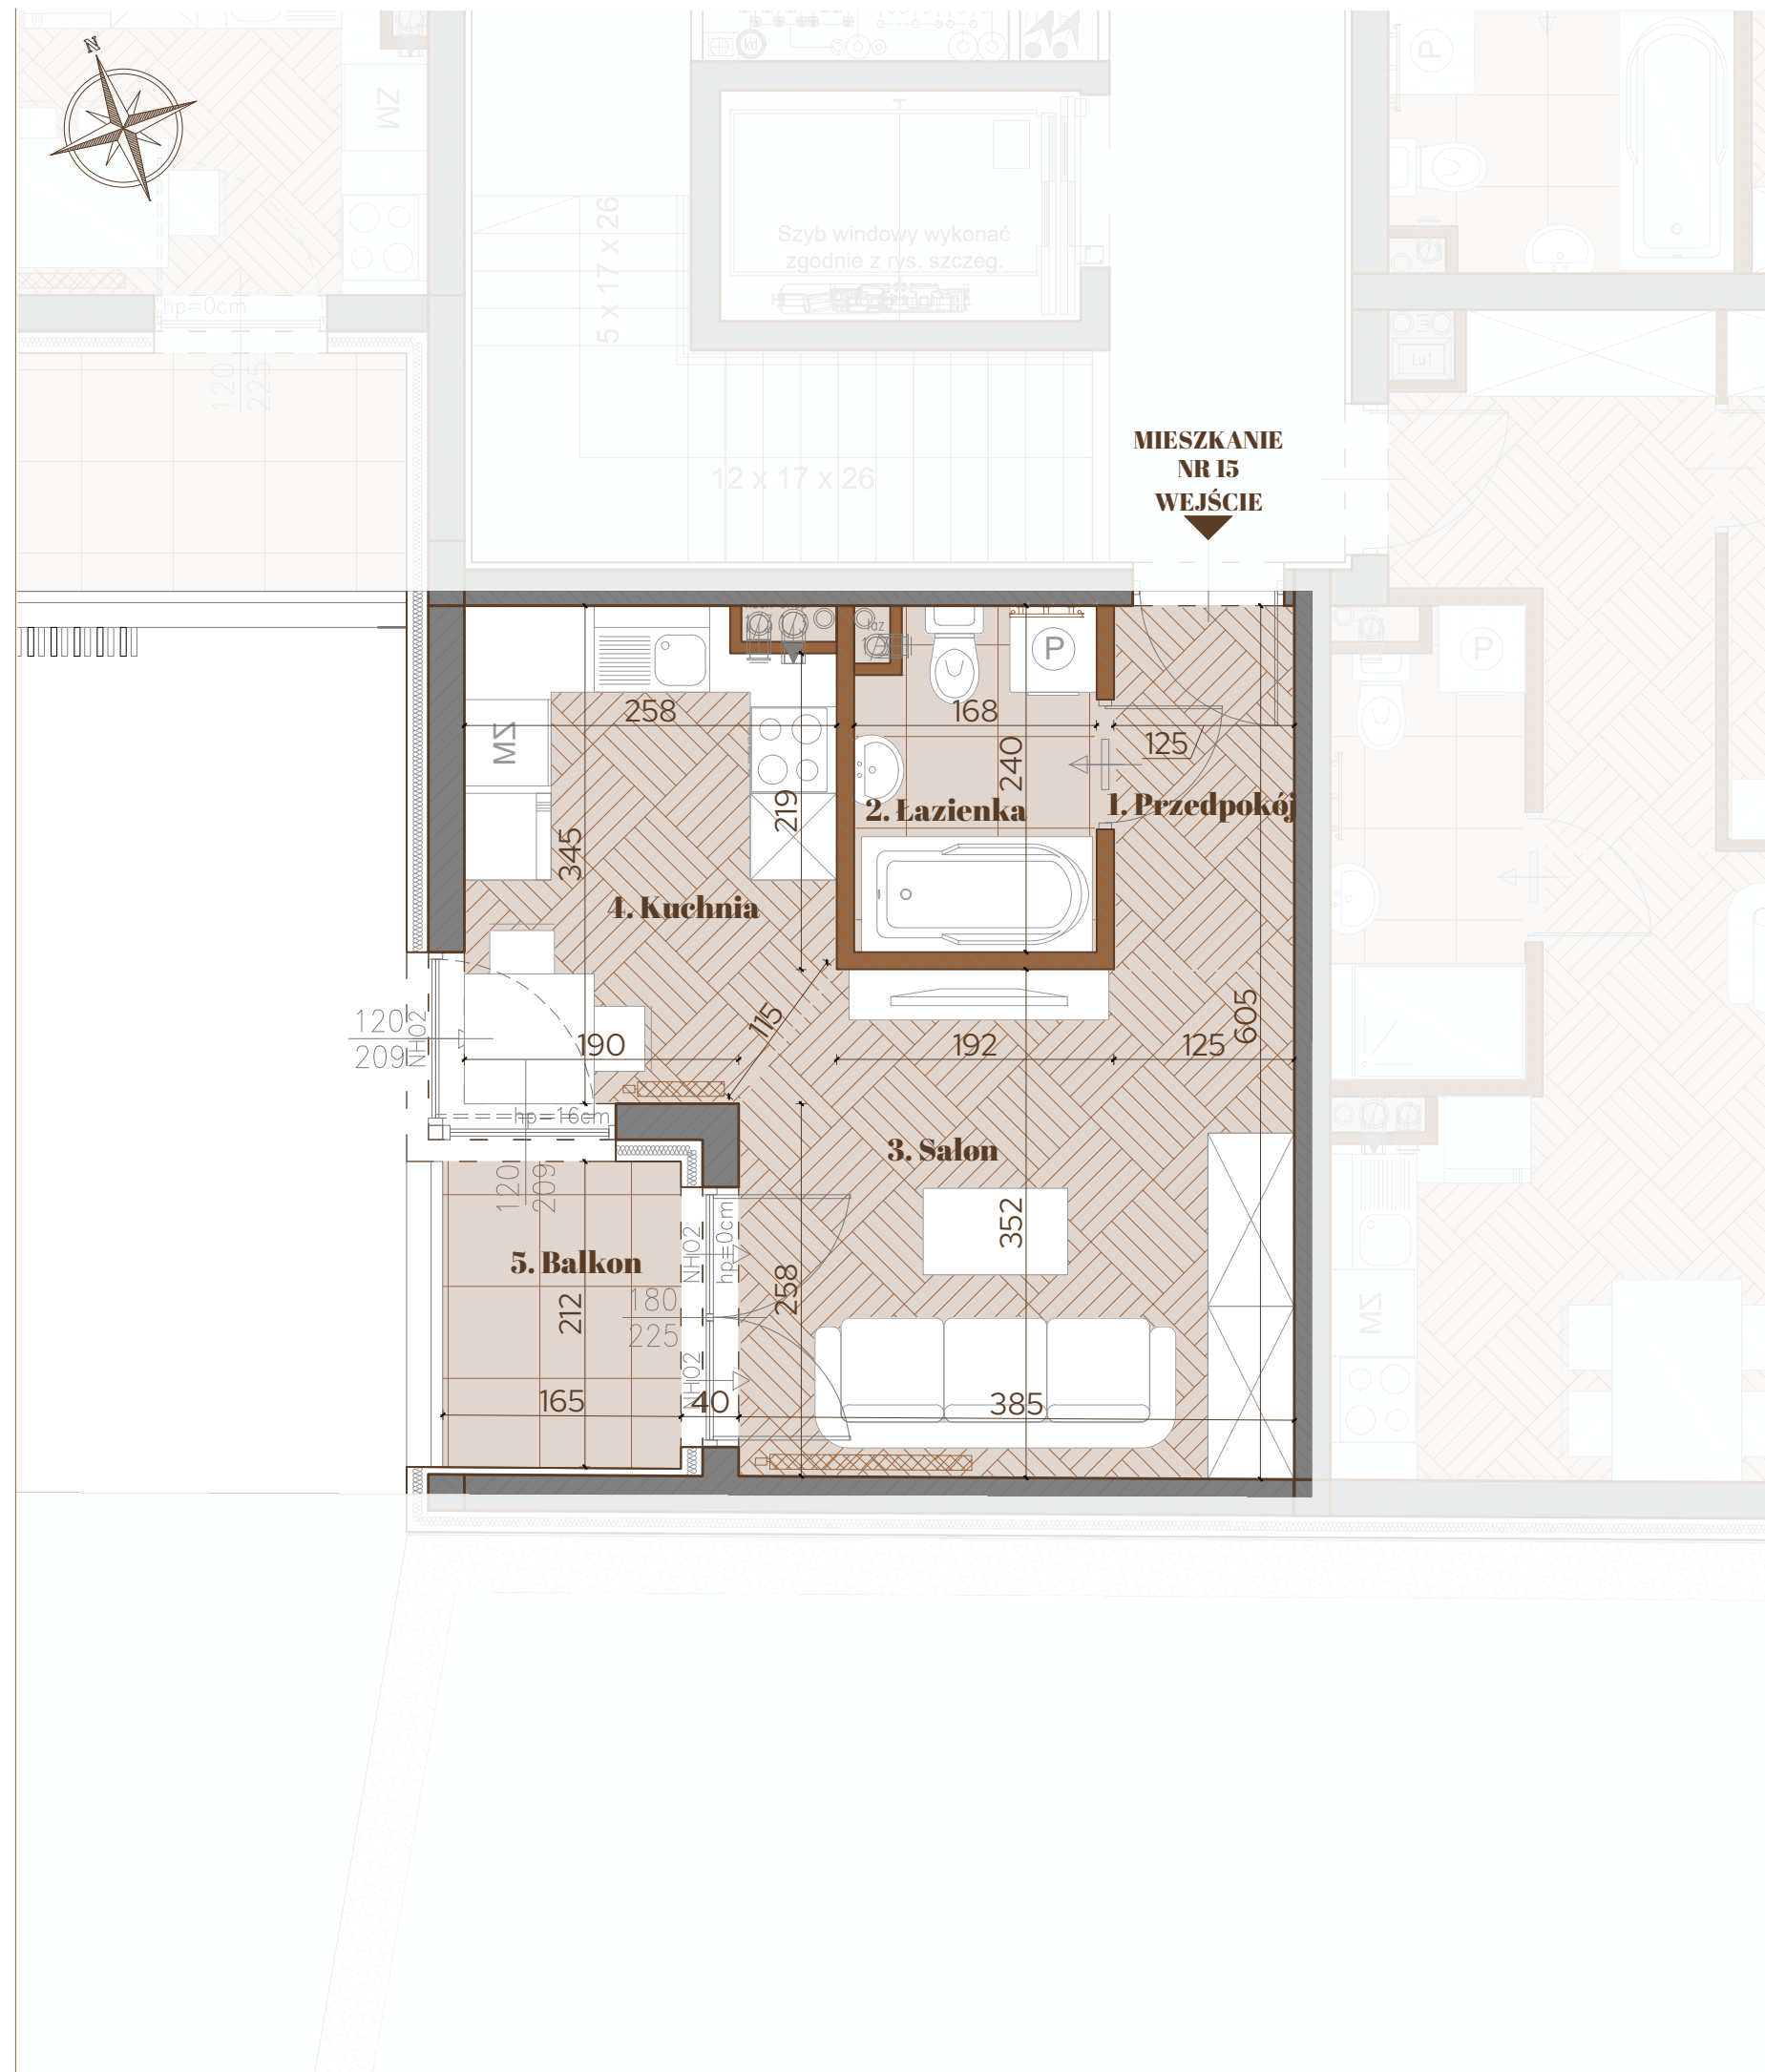 N
MZ
Szyb windowy wykonać
zgodnie z rys. szczeg.
5 x 17 x 26
12 x 17 x 26
kd
P
hp=0cm
120
225
Lu1
MIESZKANIE
NR 15
WEJŚCIE
P
P
łaz
258
168
125
MZ
240
219
345
2. Łazienka
1. Przedpokój
4. Kuchnia
115
605
120
209
NH02
190
192
125
hp=16cm
3. Salon
120
209
352
NH02
hp=0cm
5. Balkon
258
212
180
225
NH02
165
40
385
MZ